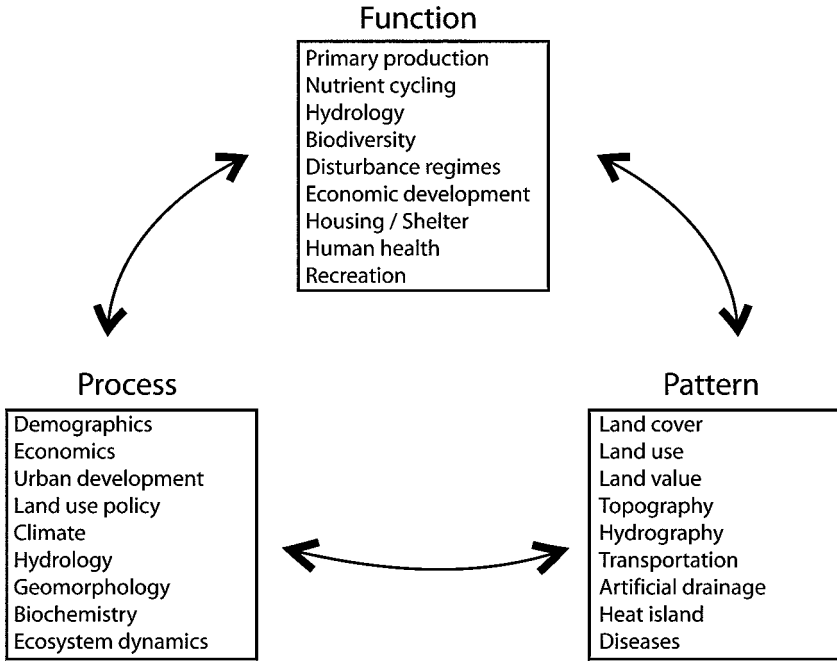 Function
Primary production
Nutrient cycling
Hydrology
Biodiversity
Disturbance regimes
Economic development
Housing / Shelter
Human health
Recreation
Process
Demographics
Economics
Urban development
Land use policy
Climate
Hydrology
Geomorphology
Biochemistry
Ecosystem dynamics
Pattern
Land cover
Land use
Land value
Topography
Hydrography
Transportation
Artificial drainage
Heat island
Diseases